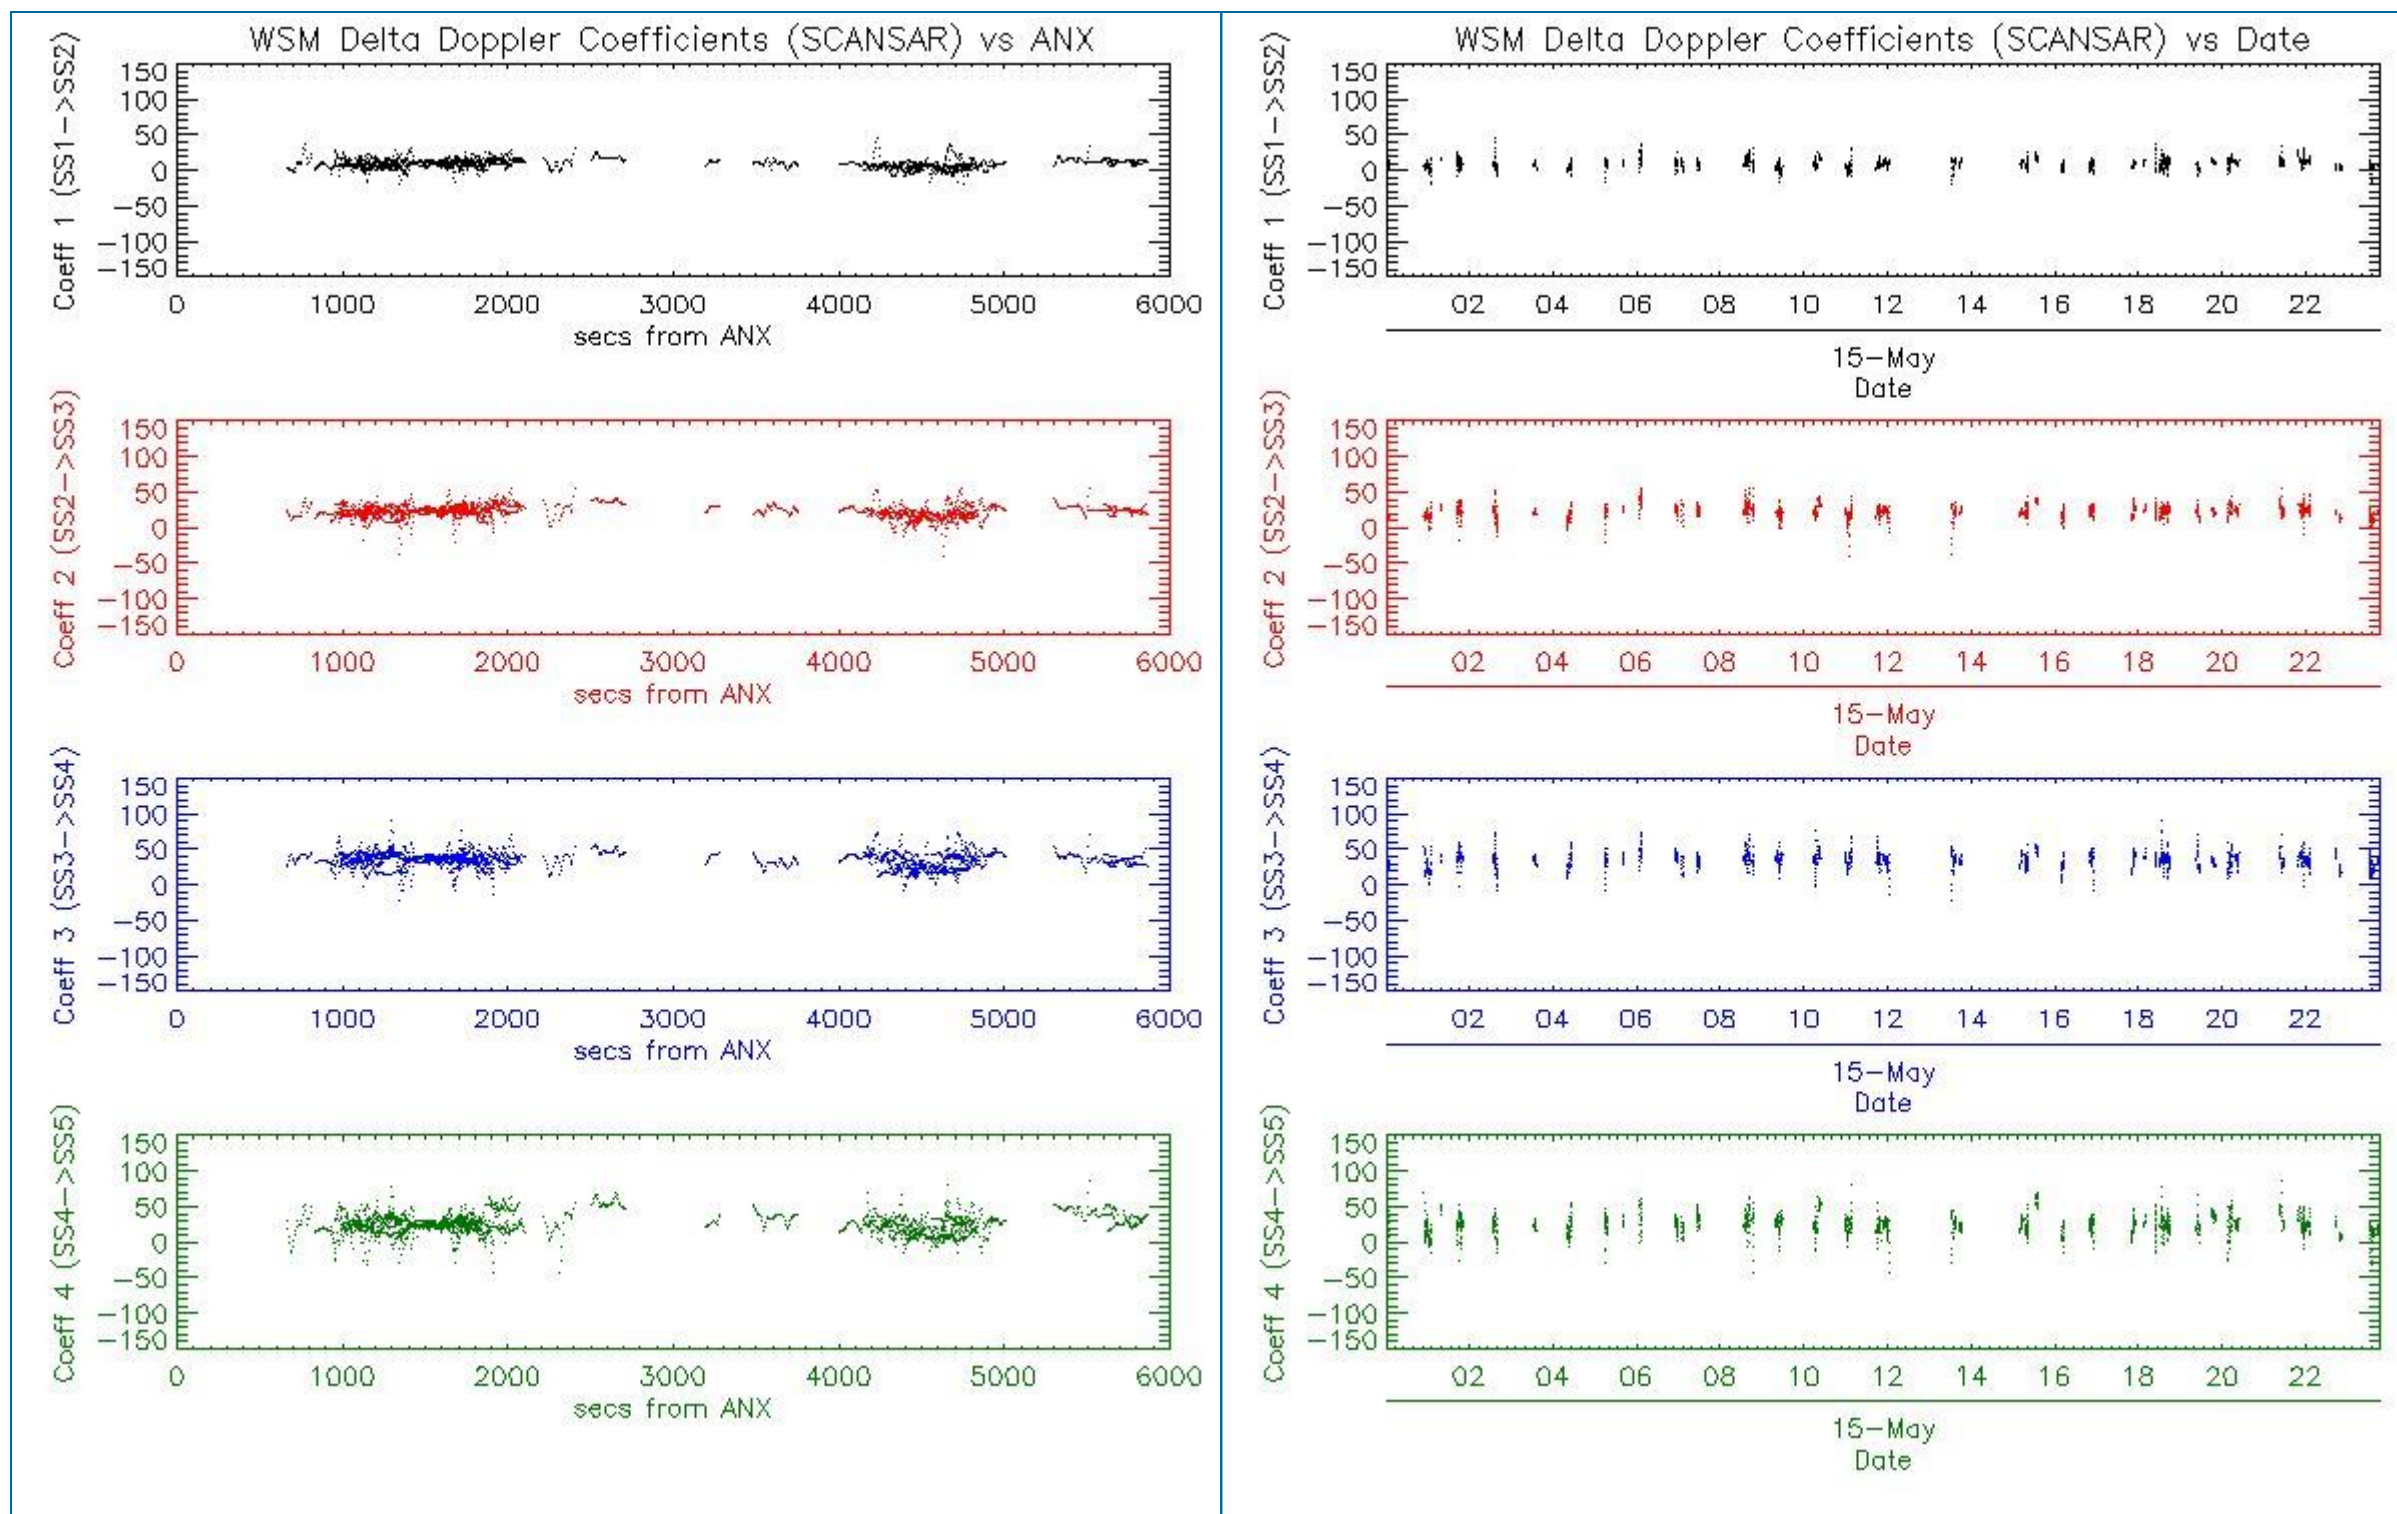 WSM Delta Doppler Coefficients (SCANSAR) vs ANX
Coeff 1 (SS1->SS2)
150
100
50
0
-50
-100
-150
0 1000 2000 3000 4000 5000 6000
secs from ANX
Coeff 2 (SS2->SS3)
150
100
50
0
-50
-100
-150
0 1000 2000 3000 4000 5000 6000
secs from ANX
Coeff 3 (SS3->SS4)
150
100
50
0
-50
-100
-150
0 1000 2000 3000 4000 5000 6000
secs from ANX
Coeff 4 (SS4->SS5)
150
100
50
0
-50
-100
-150
0 1000 2000 3000 4000 5000 6000
secs from ANX
WSM Delta Doppler Coefficients (SCANSAR) vs Date
Coeff 1 (SS1->SS2)
150
100
50
0
-50
-100
-150
02 04 06 08 10 12 14 16 18 20 22
15-May
Date
Coeff 2 (SS2->SS3)
150
100
50
0
-50
-100
-150
02 04 06 08 10 12 14 16 18 20 22
15-May
Date
Coeff 3 (SS3->SS4)
150
100
50
0
-50
-100
-150
02 04 06 08 10 12 14 16 18 20 22
15-May
Date
Coeff 4 (SS4->SS5)
150
100
50
0
-50
-100
-150
02 04 06 08 10 12 14 16 18 20 22
15-May
Date